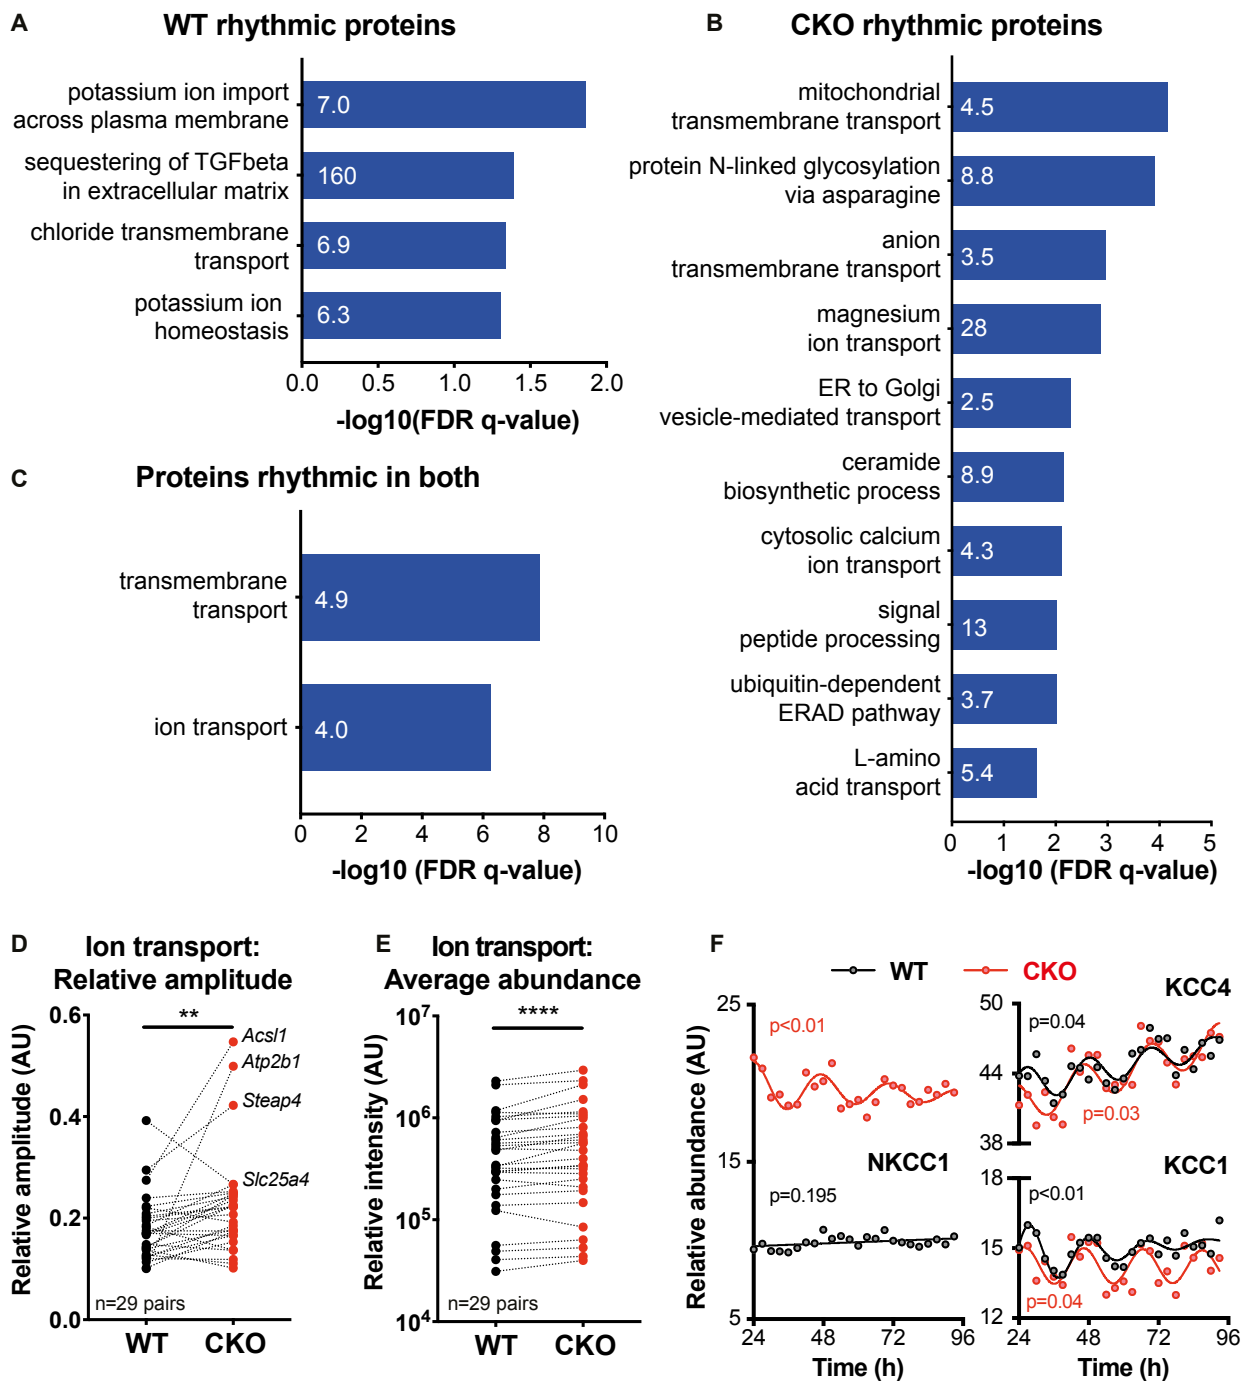 A
WT rhythmic proteins
potassium ion import
across plasma membrane
7.0
sequestering of TGFbeta
in extracellular matrix
160
chloride transmembrane
transport
6.9
potassium ion
homeostasis
6.3
0.0 0.5 1.0 1.5 2.0
-log10(FDR q-value)
B
CKO rhythmic proteins
mitochondrial
transmembrane transport
4.5
protein N-linked glycosylation
via asparagine
8.8
anion
transmembrane transport
3.5
magnesium
ion transport
28
ER to Golgi
vesicle-mediated transport
2.5
ceramide
biosynthetic process
8.9
cytosolic calcium
ion transport
4.3
signal
peptide processing
13
ubiquitin-dependent
ERAD pathway
3.7
L-amino
acid transport
5.4
0 1 2 3 4 5
-log10 (FDR q-value)
C
Proteins rhythmic in both
transmembrane
transport
4.9
ion transport
4.0
0 2 4 6 8 10
-log10 (FDR q-value)
D
Ion transport:
Relative amplitude
Relative amplitude (AU)
0.6
0.4
0.2
0.0
**
Acsl1
Atp2b1
Steap4
Slc25a4
n=29 pairs
WT CKO
E
Ion transport:
Average abundance
Relative intensity (AU)
10^7
10^6
10^5
10^4
****
n=29 pairs
WT CKO
F
WT CKO
Relative abundance (AU)
25
15
5
p<0.01
NKCC1
p=0.195
24 48 72 96
Time (h)
KCC4
50
44
38
p=0.04
p=0.03
KCC1
18
15
12
p<0.01
p=0.04
24 48 72 96
Time (h)